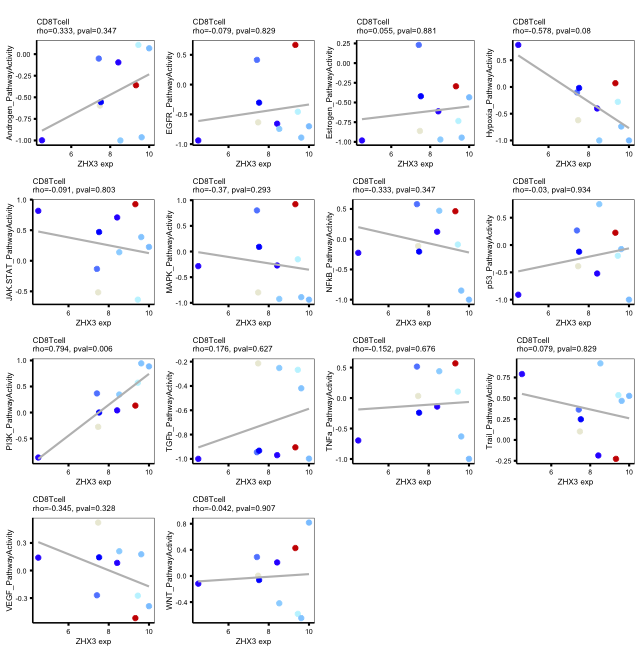 CD8Tcell
rho=0.333, pval=0.347
Androgen_PathwayActivity
0.00
-0.25
-0.50
-0.75
-1.00
6
8
10
ZHX3 exp
CD8Tcell
rho=-0.079, pval=0.829
EGFR_PathwayActivity
0.5
0.0
-0.5
-1.0
6
8
10
ZHX3 exp
CD8Tcell
rho=0.055, pval=0.881
Estrogen_PathwayActivity
0.25
0.00
-0.25
-0.50
-0.75
-1.00
6
8
10
ZHX3 exp
CD8Tcell
rho=-0.578, pval=0.08
Hypoxia_PathwayActivity
0.5
0.0
-0.5
-1.0
6
8
10
ZHX3 exp
CD8Tcell
rho=-0.091, pval=0.803
JAK-STAT_PathwayActivity
1.0
0.5
0.0
-0.5
6
8
10
ZHX3 exp
CD8Tcell
rho=-0.37, pval=0.293
MAPK_PathwayActivity
1.0
0.5
0.0
-0.5
-1.0
6
8
10
ZHX3 exp
CD8Tcell
rho=-0.333, pval=0.347
NFkB_PathwayActivity
0.5
0.0
-0.5
-1.0
6
8
10
ZHX3 exp
CD8Tcell
rho=-0.03, pval=0.934
p53_PathwayActivity
0.5
0.0
-0.5
-1.0
6
8
10
ZHX3 exp
CD8Tcell
rho=0.794, pval=0.006
PI3K_PathwayActivity
1.0
0.5
0.0
-0.5
6
8
10
ZHX3 exp
CD8Tcell
rho=0.176, pval=0.627
TGFb_PathwayActivity
-0.2
-0.4
-0.6
-0.8
-1.0
6
8
10
ZHX3 exp
CD8Tcell
rho=-0.152, pval=0.676
TNFa_PathwayActivity
0.5
0.0
-0.5
-1.0
6
8
10
ZHX3 exp
CD8Tcell
rho=0.079, pval=0.829
Trail_PathwayActivity
0.75
0.50
0.25
0.00
-0.25
6
8
10
ZHX3 exp
CD8Tcell
rho=-0.345, pval=0.328
VEGF_PathwayActivity
0.3
0.0
-0.3
6
8
10
ZHX3 exp
CD8Tcell
rho=-0.042, pval=0.907
WNT_PathwayActivity
0.8
0.4
0.0
-0.4
6
8
10
ZHX3 exp